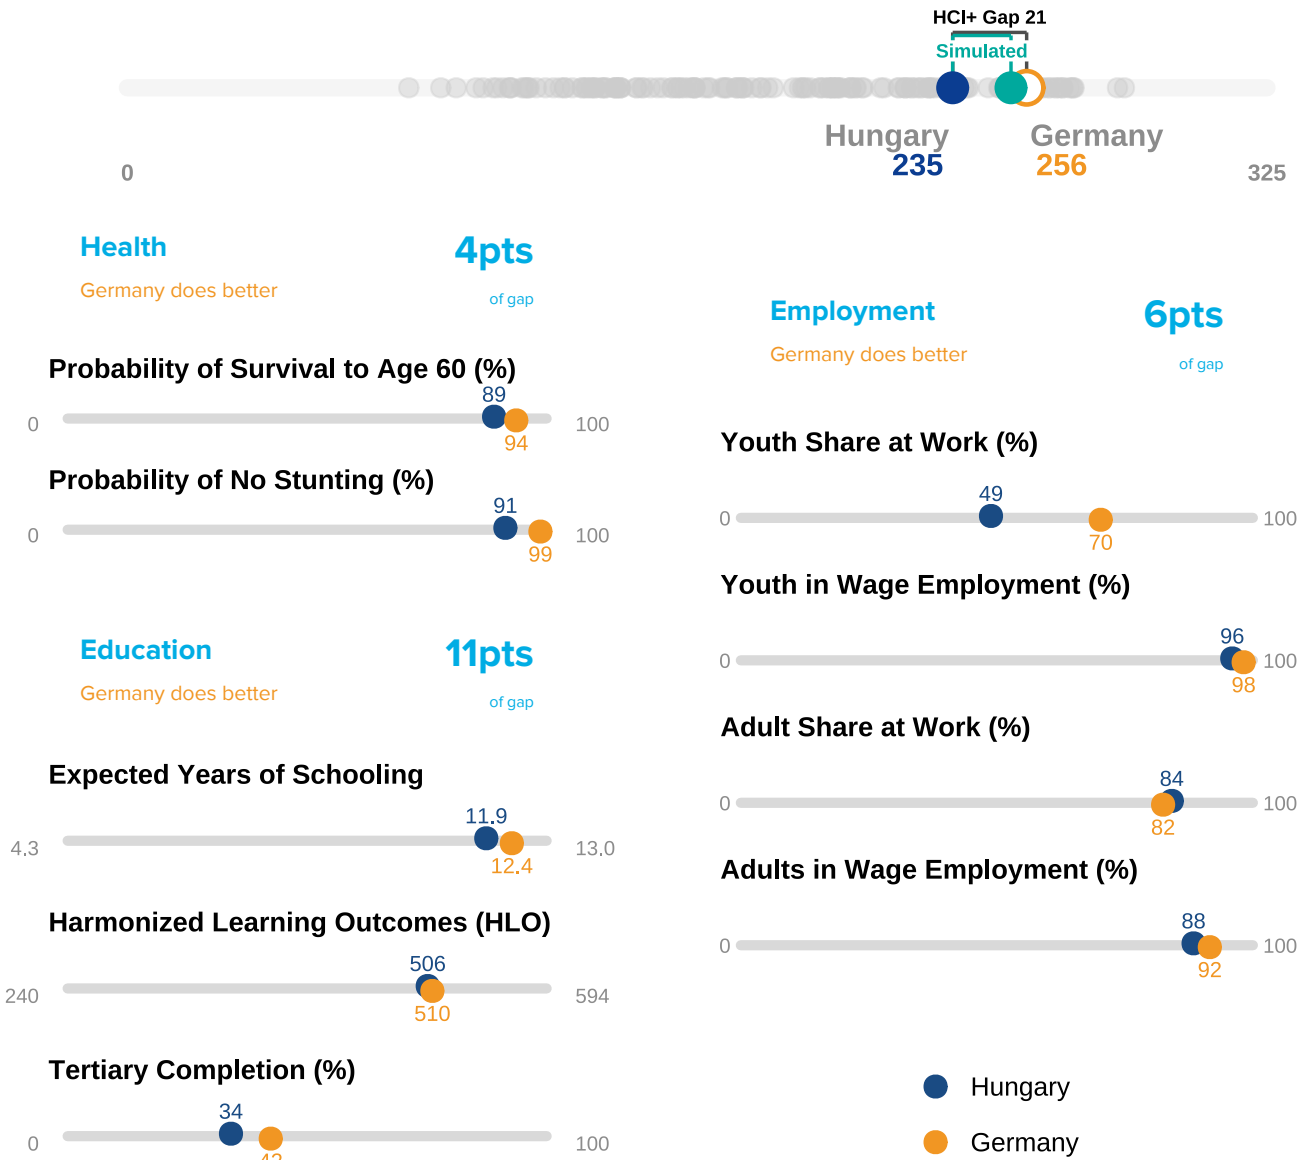 HCI+ Gap 21
Simulated
Hungary
235
Germany
256
0
325
Health
4pts
Germany does better
of gap
Probability of Survival to Age 60 (%)
89
0
100
94
Probability of No Stunting (%)
91
0
100
99
Education
11pts
Germany does better
of gap
Expected Years of Schooling
11.9
4.3
13.0
12.4
Harmonized Learning Outcomes (HLO)
506
240
594
510
Tertiary Completion (%)
34
0
100
Employment
6pts
Germany does better
of gap
Youth Share at Work (%)
49
0
100
70
Youth in Wage Employment (%)
96
0
100
98
Adult Share at Work (%)
84
0
100
82
Adults in Wage Employment (%)
88
0
100
92
Hungary
Germany